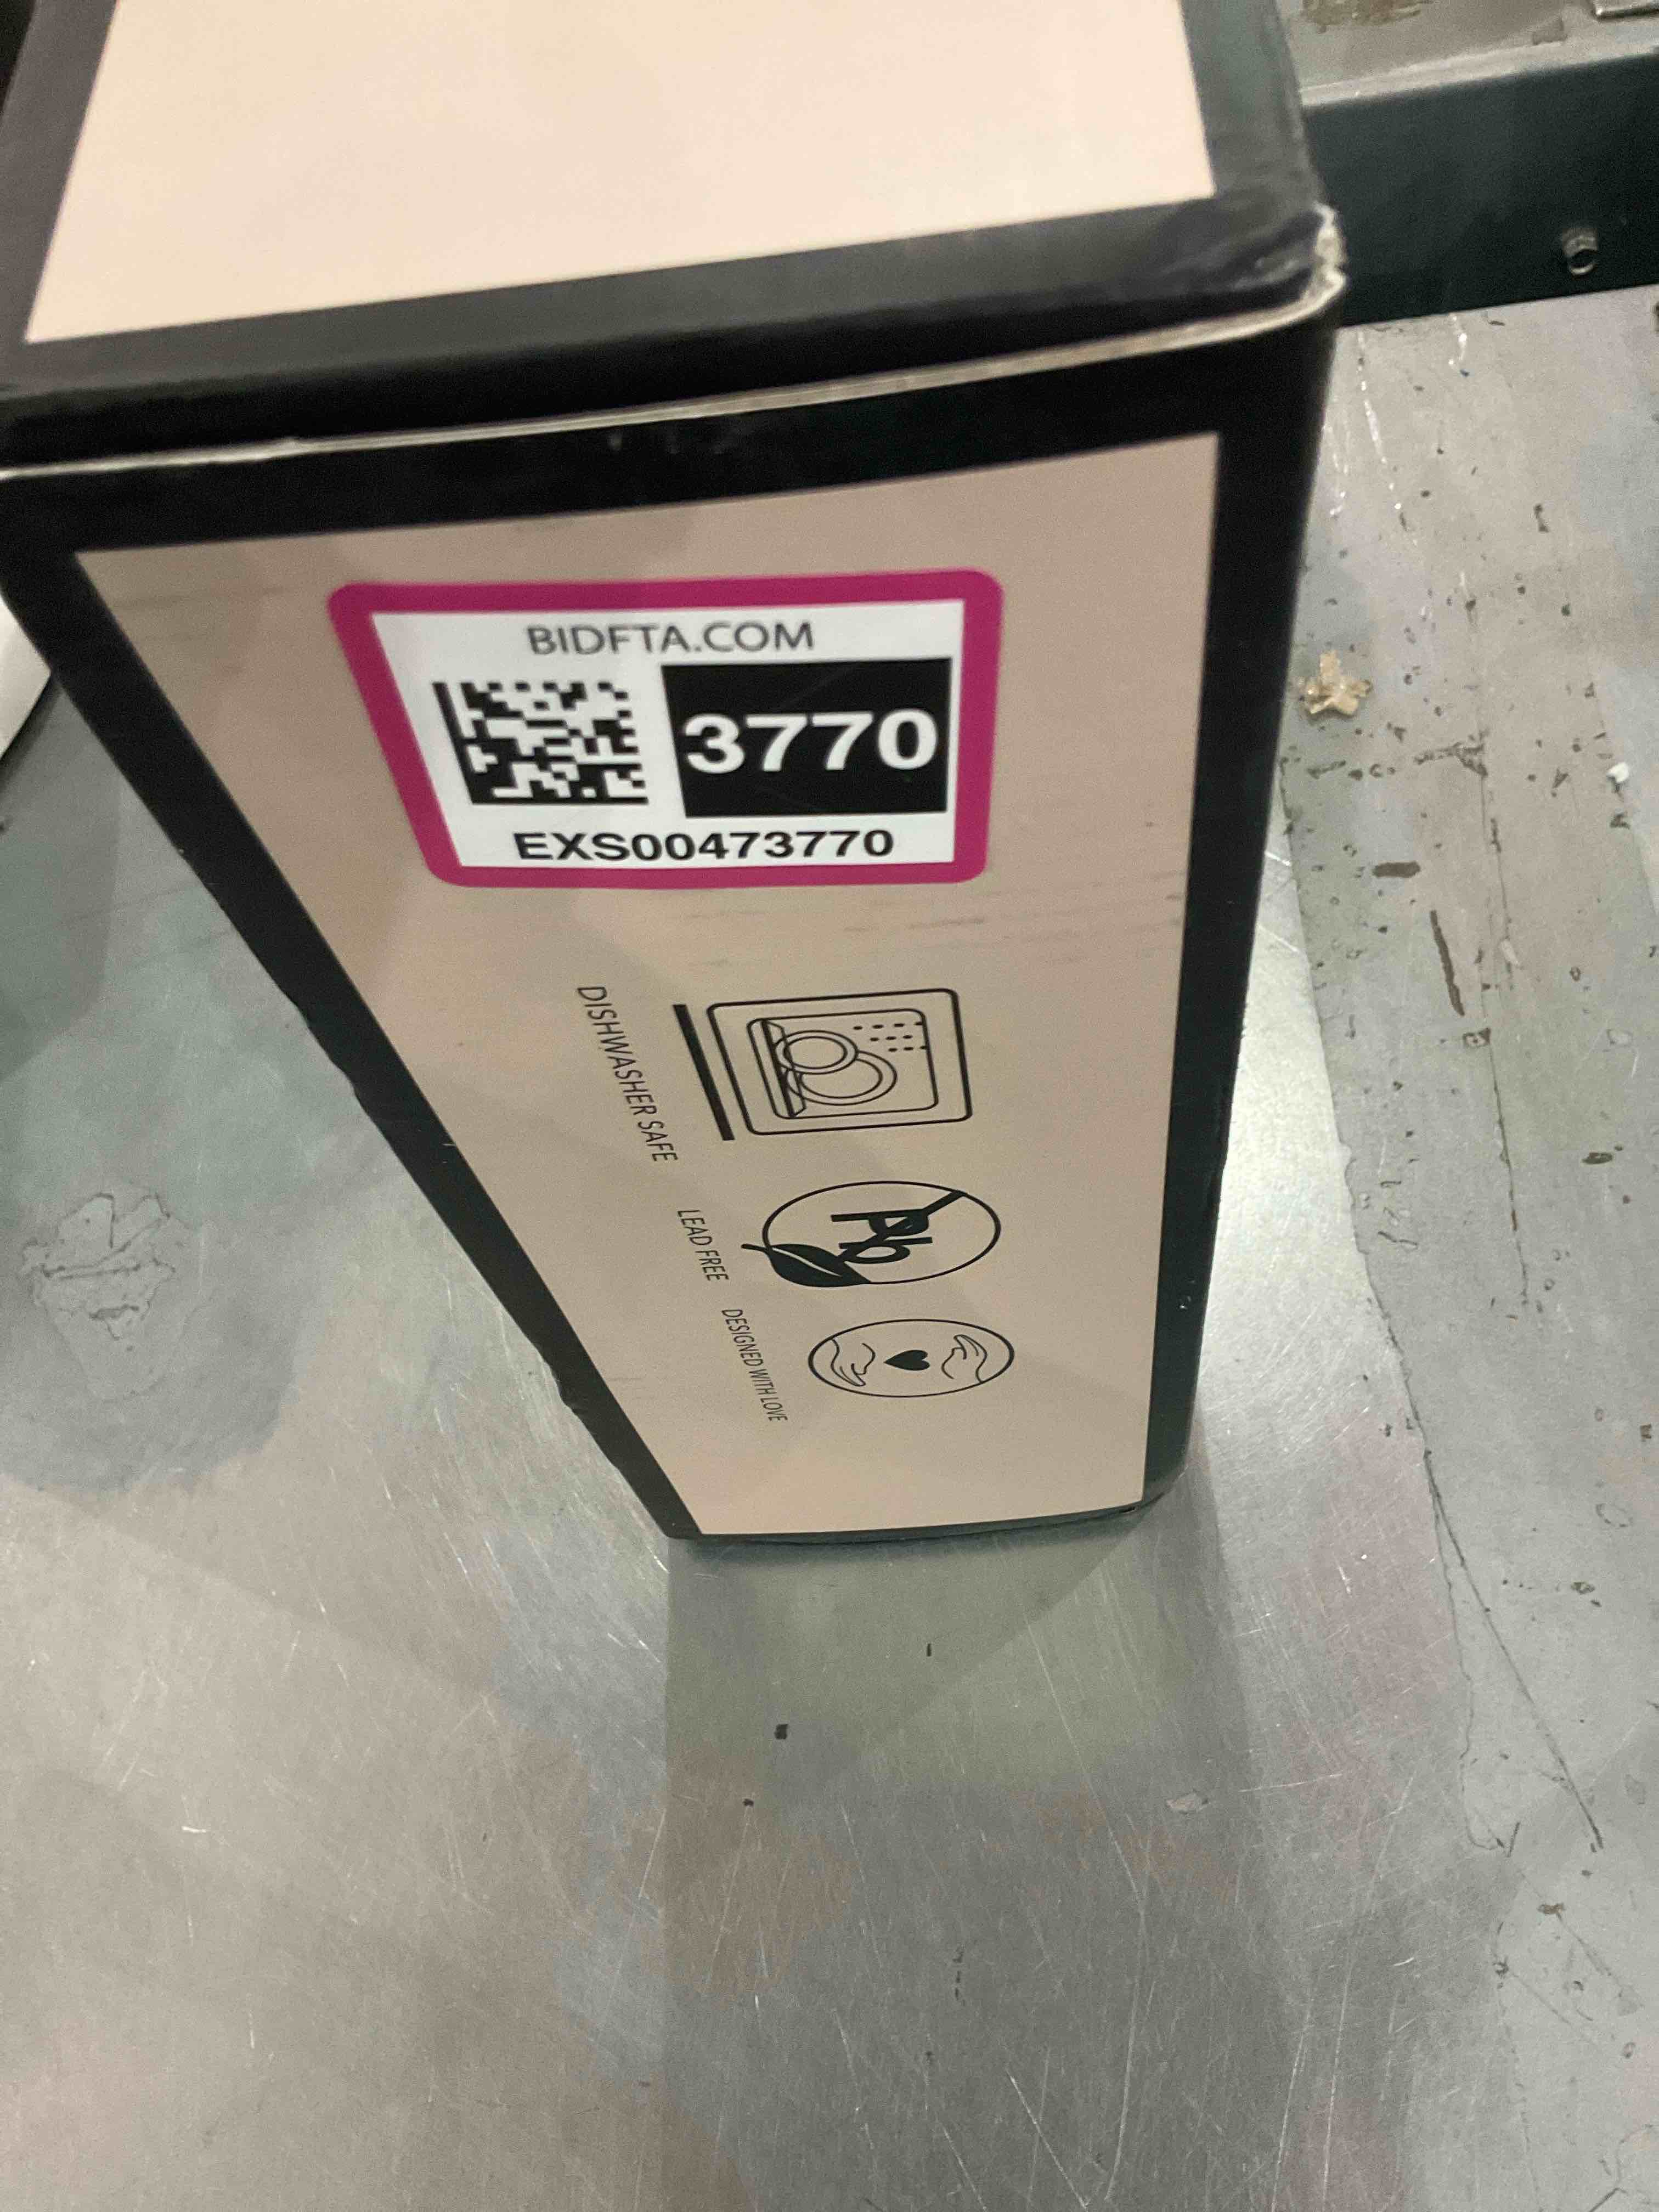 BIDFTA.COM
3770
EXS00473770
DISHWASHER SAFE
Pb
LEAD FREE
DESIGNED WITH LOVE